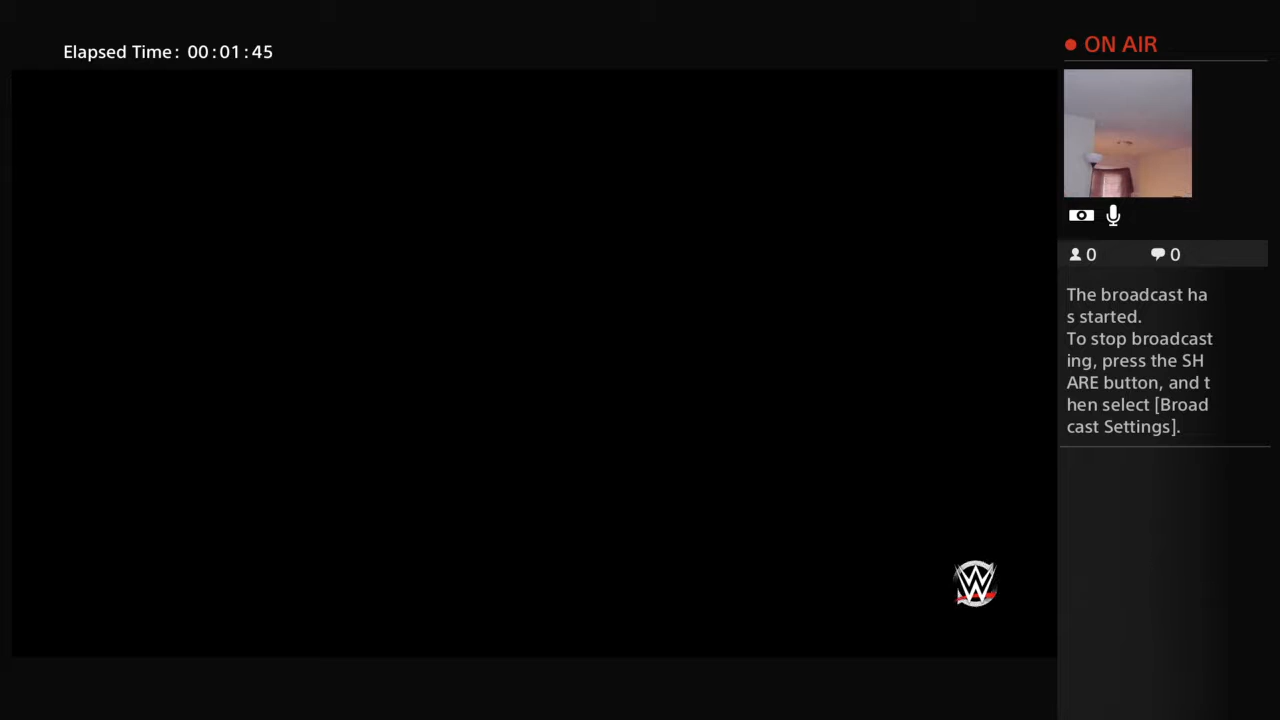 Elapsed Time: 00:01:45
ON AIR
0
0
The broadcast ha
s started.
To stop broadcast
ing, press the SH
ARE button, and t
hen select [Broad
cast Settings].
W